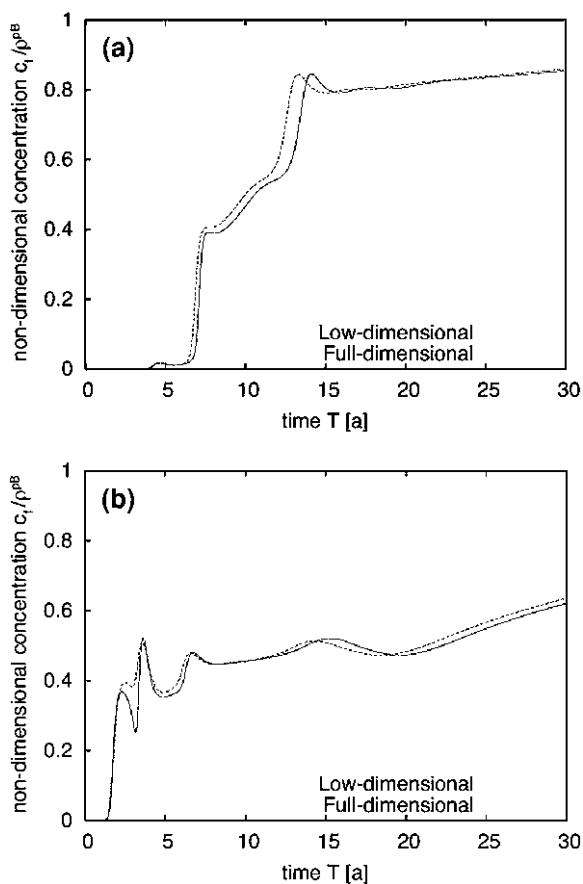 (a)
non-dimensional concentration c_f/ρ^pB
1
0.8
0.6
0.4
0.2
0
Low-dimensional
Full-dimensional
0 5 10 15 20 25 30
time T [a]
(b)
non-dimensional concentration c_f/ρ^pB
1
0.8
0.6
0.4
0.2
0
Low-dimensional
Full-dimensional
0 5 10 15 20 25 30
time T [a]